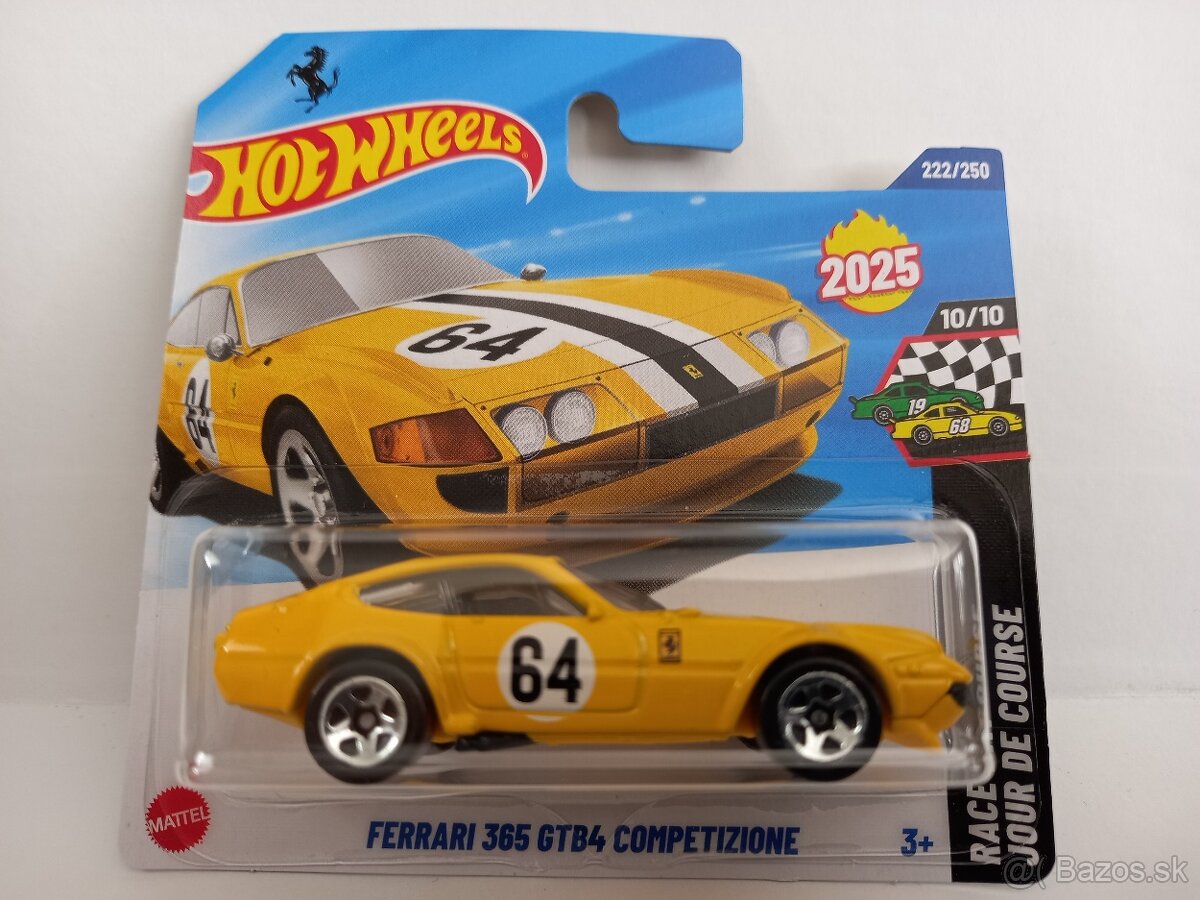 HOT WHEELS
222/250
2025
10/10
19
68
64
64
64
RACE
JOUR DE COURSE
MATTEL
FERRARI 365 GTB4 COMPETIZIONE
3+
Bazos.sk